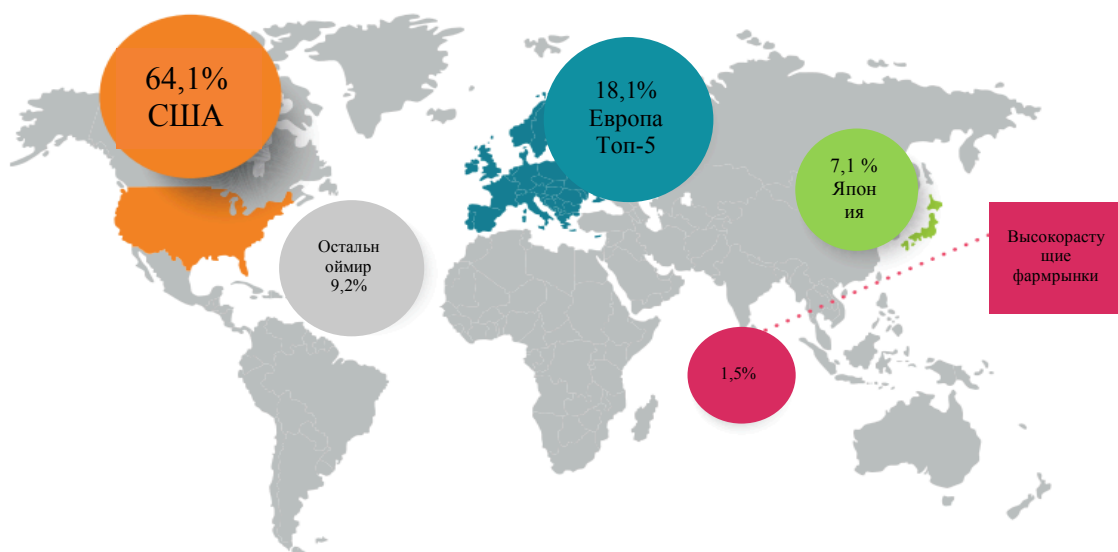 64,1%
США
18,1%
Европа
Топ-5
7,1 %
Япон
ия
Остальн
оймир
9,2%
Высокорасту
щие
фармрынки
1,5%